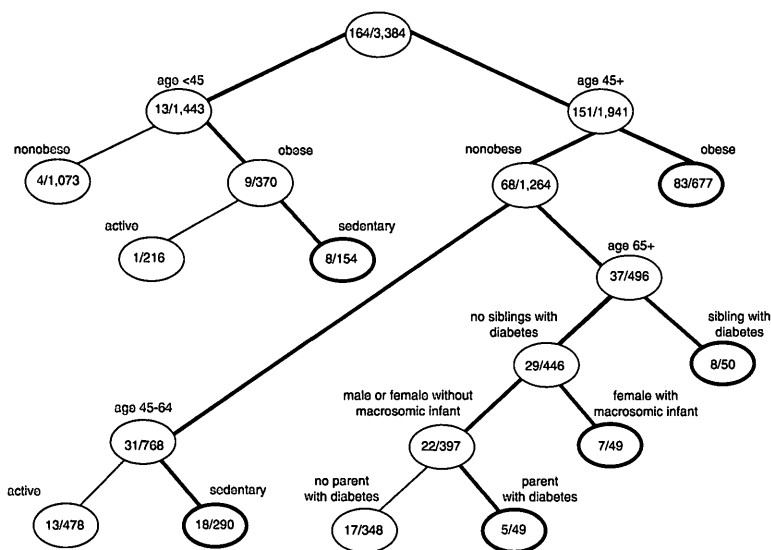 164/3,384
age <45
age 45+
13/1,443
151/1,941
nonobese
obese
nonobese
obese
4/1,073
9/370
68/1,264
83/677
active
sedentary
age 65+
1/216
8/154
37/496
no siblings with
diabetes
sibling with
diabetes
29/446
8/50
male or female without
macrosomic infant
female with
macrosomic infant
age 45-64
31/768
22/397
7/49
active
sedentary
no parent
with diabetes
parent
with diabetes
13/478
18/290
17/348
5/49